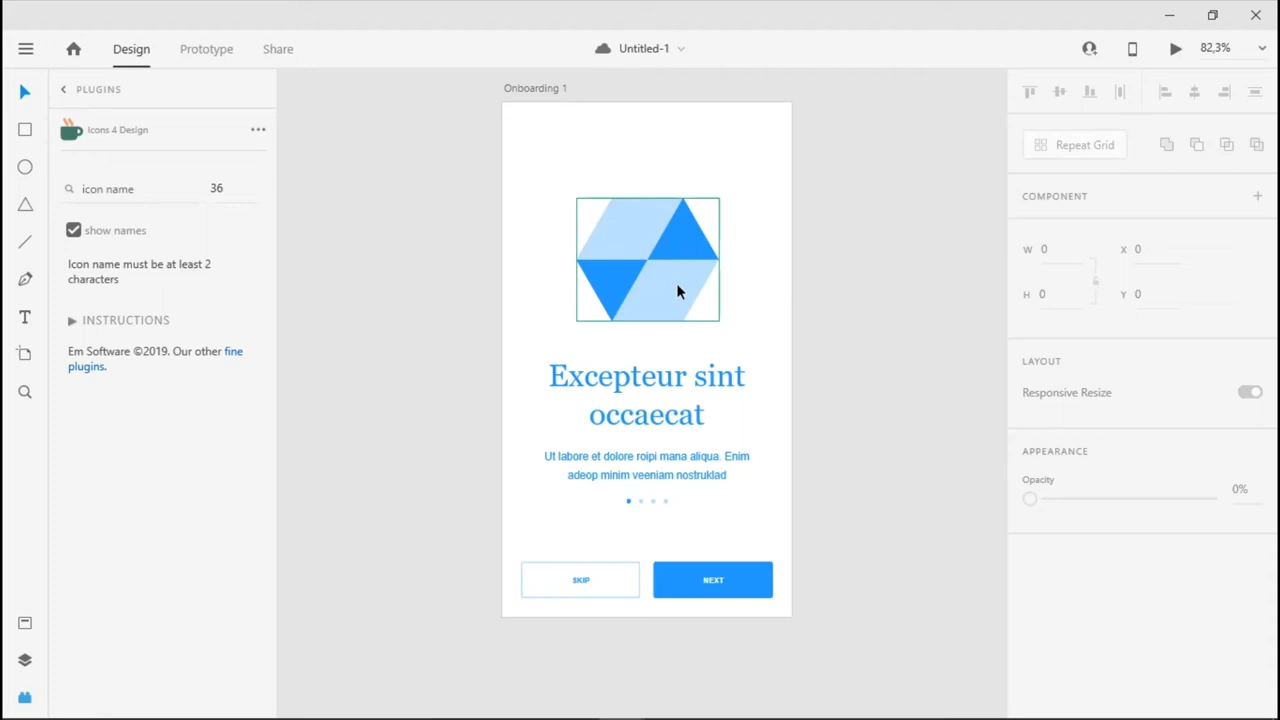 Design
Prototype
Share
Untitled-1
82,3%
PLUGINS
Icons 4 Design
icon name
36
show names
Icon name must be at least 2
characters
INSTRUCTIONS
Em Software ©2019. Our other fine
plugins.
Onboarding 1
Excepteur sint
occaecat
Ut labore et dolore roipi mana aliqua. Enim
adeop minim veeniam nostruklad
SKIP
NEXT
Repeat Grid
COMPONENT
W 0
X 0
H 0
Y 0
LAYOUT
Responsive Resize
APPEARANCE
Opacity
0%